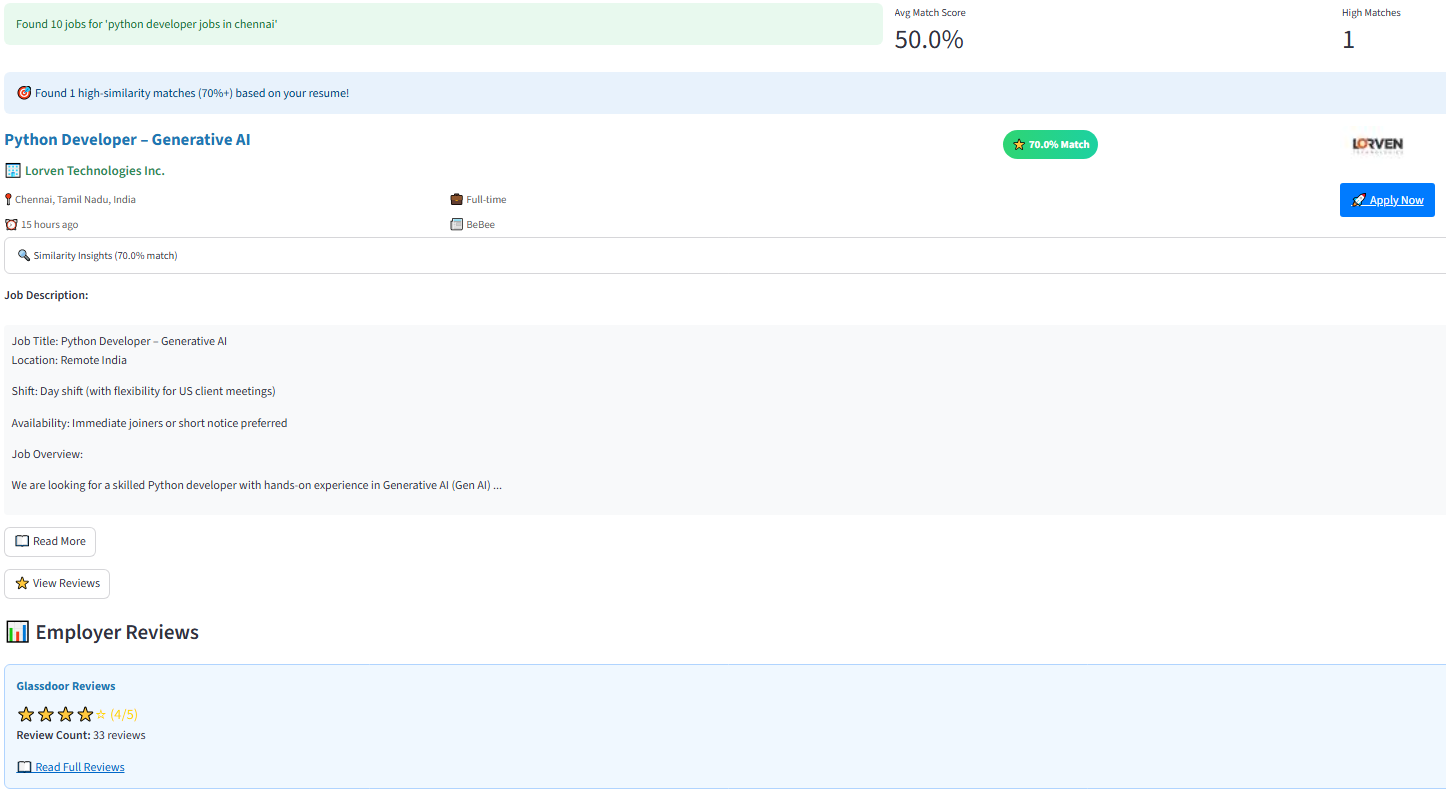 Found 10 jobs for 'python developer jobs in chennai'
Avg Match Score
50.0%
High Matches
1
Found 1 high-similarity matches (70%+) based on your resume!
Python Developer – Generative AI
70.0% Match
LORVEN
Lorven Technologies Inc.
Chennai, Tamil Nadu, India
Full-time
Apply Now
15 hours ago
BeBee
Similarity Insights (70.0% match)
Job Description:
Job Title: Python Developer – Generative AI
Location: Remote India
Shift: Day shift (with flexibility for US client meetings)
Availability: Immediate joiners or short notice preferred
Job Overview:
We are looking for a skilled Python developer with hands-on experience in Generative AI (Gen AI) ...
Read More
View Reviews
Employer Reviews
Glassdoor Reviews
(4/5)
Review Count: 33 reviews
Read Full Reviews